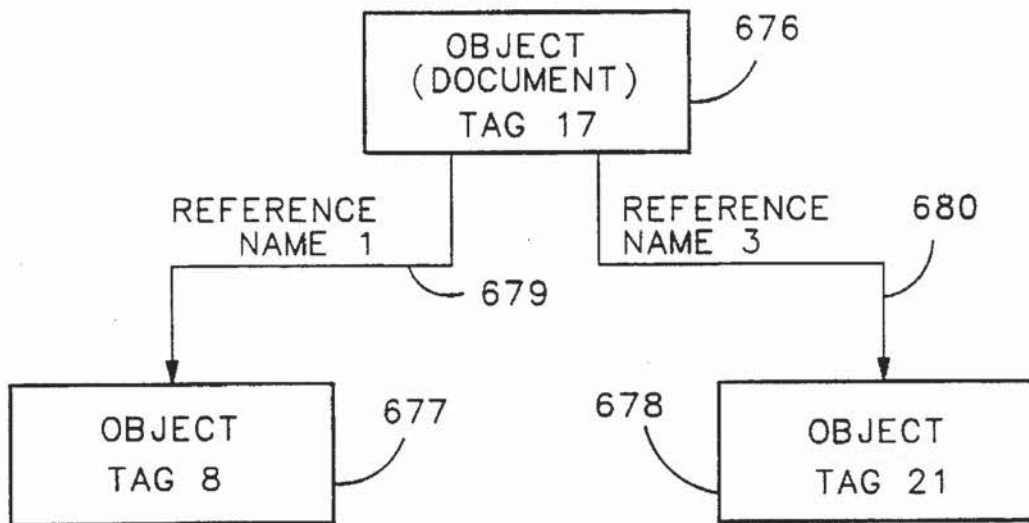 OBJECT
(DOCUMENT)
TAG 17
676
REFERENCE
NAME 1
REFERENCE
NAME 3
680
679
OBJECT
TAG 8
677
678
OBJECT
TAG 21